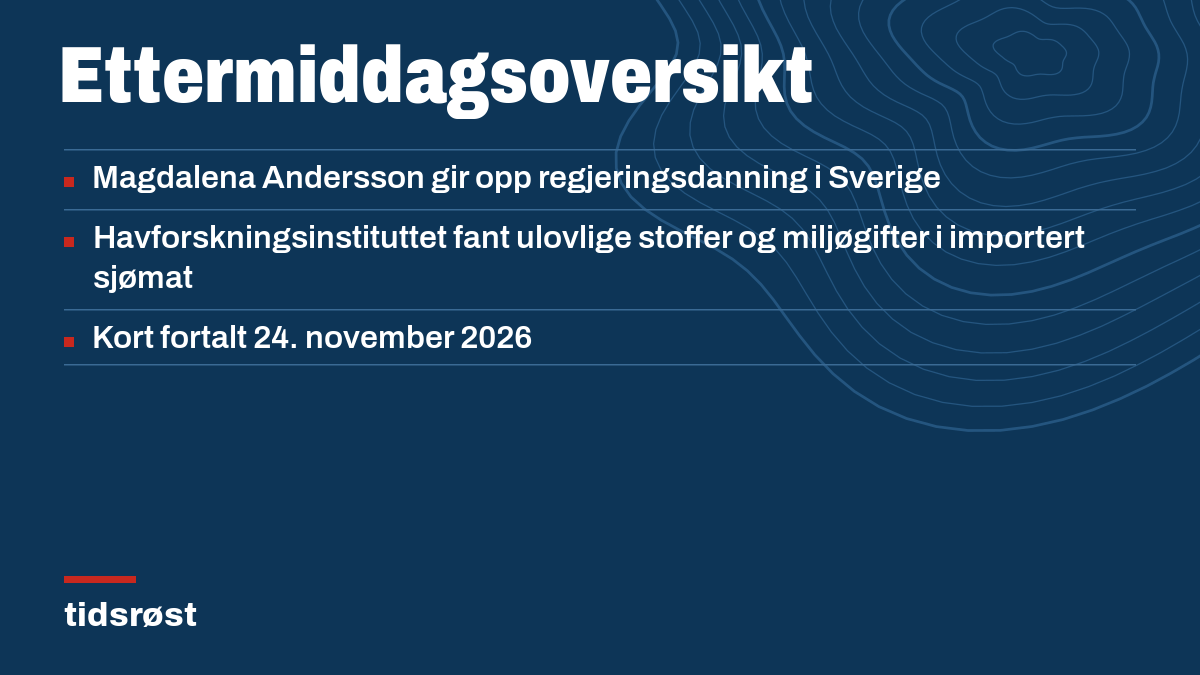 Ettermiddagsoversikt
Magdalena Andersson gir opp regjeringsdanning i Sverige
Havforskningsinstituttet fant ulovlige stoffer og miljøgifter i importert
sjømat
Kort fortalt 24. november 2026
tidsrøst